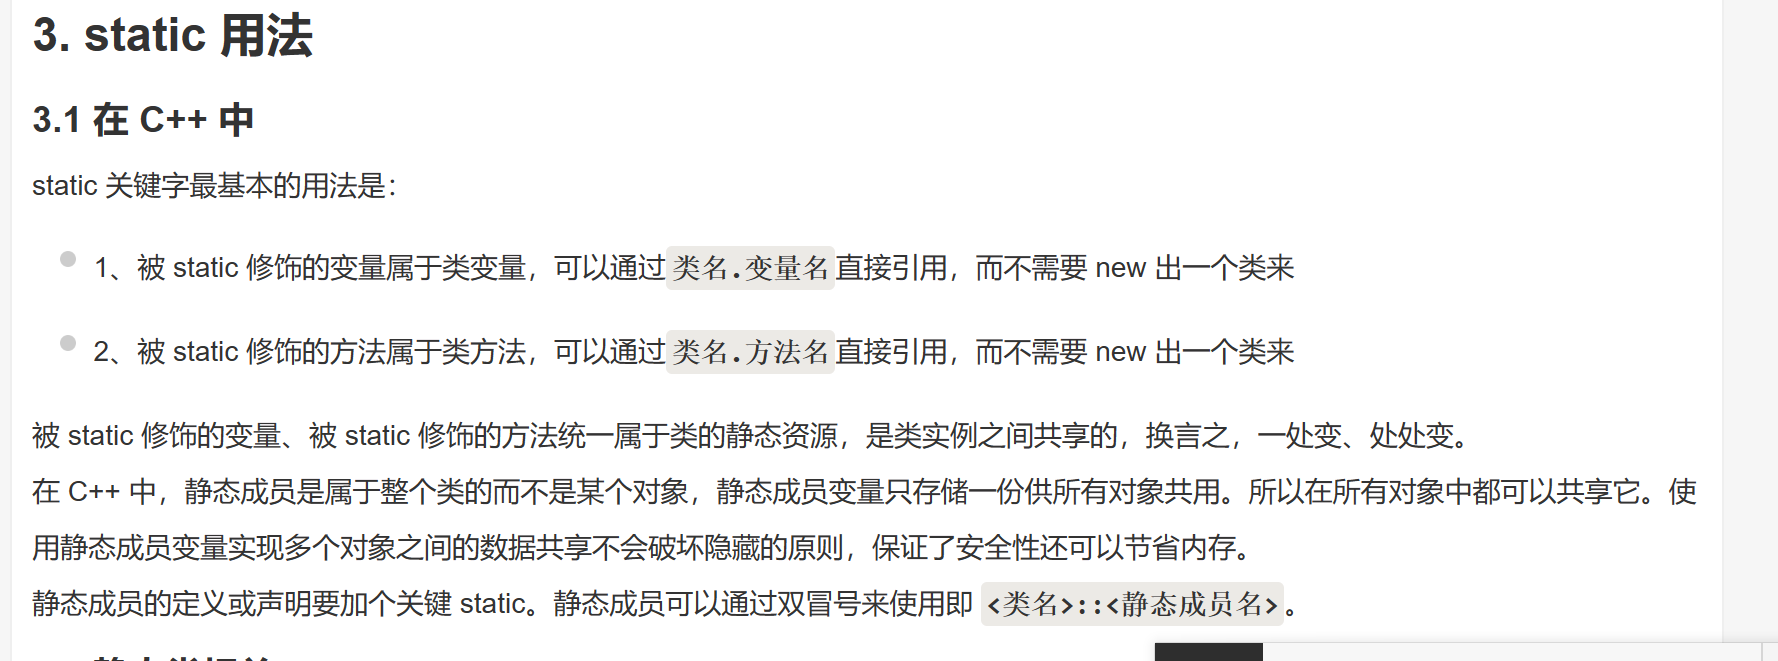 3. static 用法
3.1 在 C++ 中
static 关键字最基本的用法是：
1、被 static 修饰的变量属于类变量，可以通过类名.变量名直接引用，而不需要 new 出一个类来
2、被 static 修饰的方法属于类方法，可以通过类名.方法名直接引用，而不需要 new 出一个类来
被 static 修饰的变量、被 static 修饰的方法统一属于类的静态资源，是类实例之间共享的，换言之，一处变、处处变。
在 C++ 中，静态成员是属于整个类的而不是某个对象，静态成员变量只存储一份供所有对象共用。所以在所有对象中都可以共享它。使
用静态成员变量实现多个对象之间的数据共享不会破坏隐藏的原则，保证了安全性还可以节省内存。
静态成员的定义或声明要加个关键 static。静态成员可以通过双冒号来使用即 <类名>::<静态成员名>。